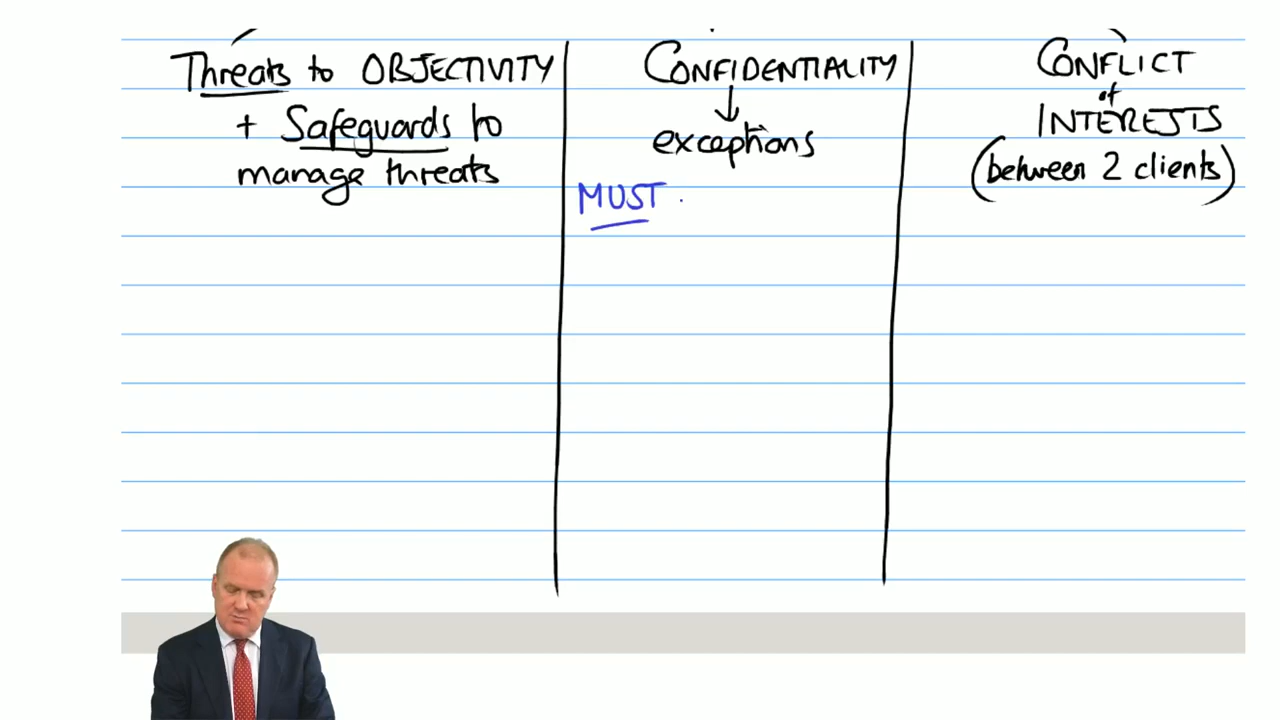 Threats to OBJECTIVITY
+ Safeguards to
manage threats
CONFIDENTIALITY
↓
exceptions
MUST
CONFLICT
of
INTERESTS
(between 2 clients)